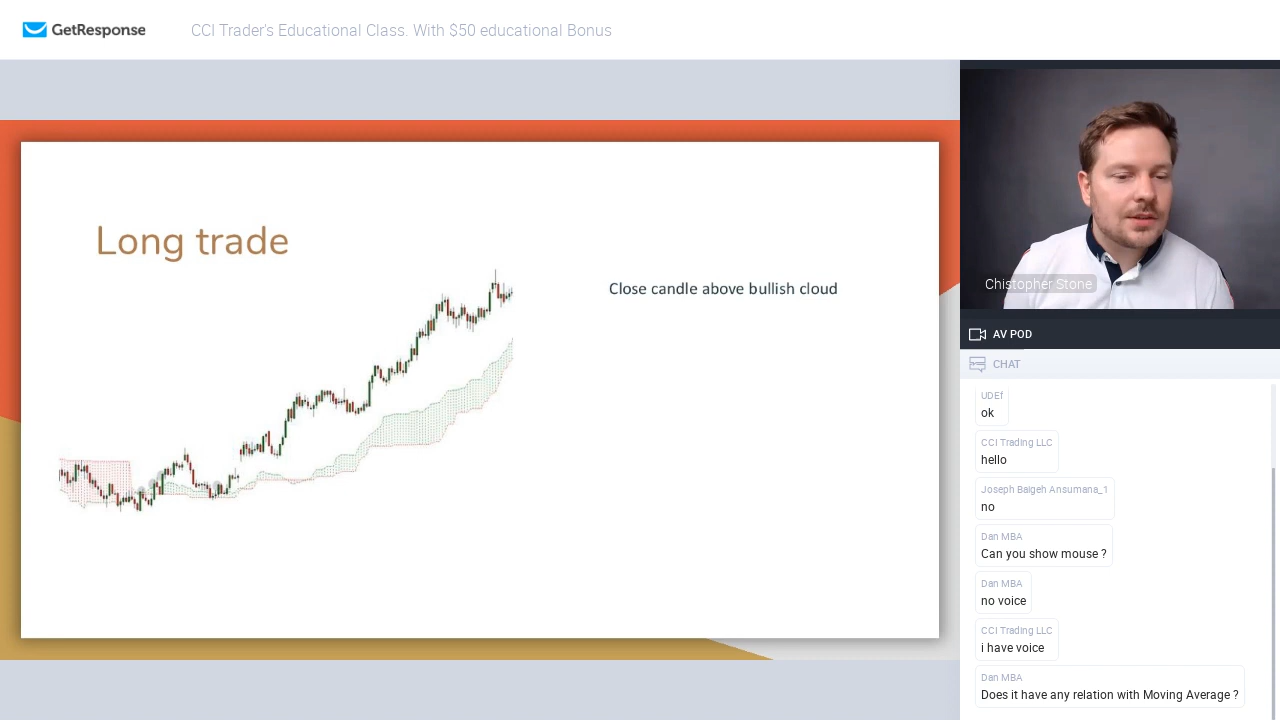 GetResponse
CCI Trader's Educational Class. With $50 educational Bonus
Long trade
Close candle above bullish cloud
Chistopher Stone
AV POD
CHAT
UDEf
ok
CCI Trading LLC
hello
Joseph Baigeh Ansumana_1
no
Dan MBA
Can you show mouse ?
Dan MBA
no voice
CCI Trading LLC
i have voice
Dan MBA
Does it have any relation with Moving Average ?